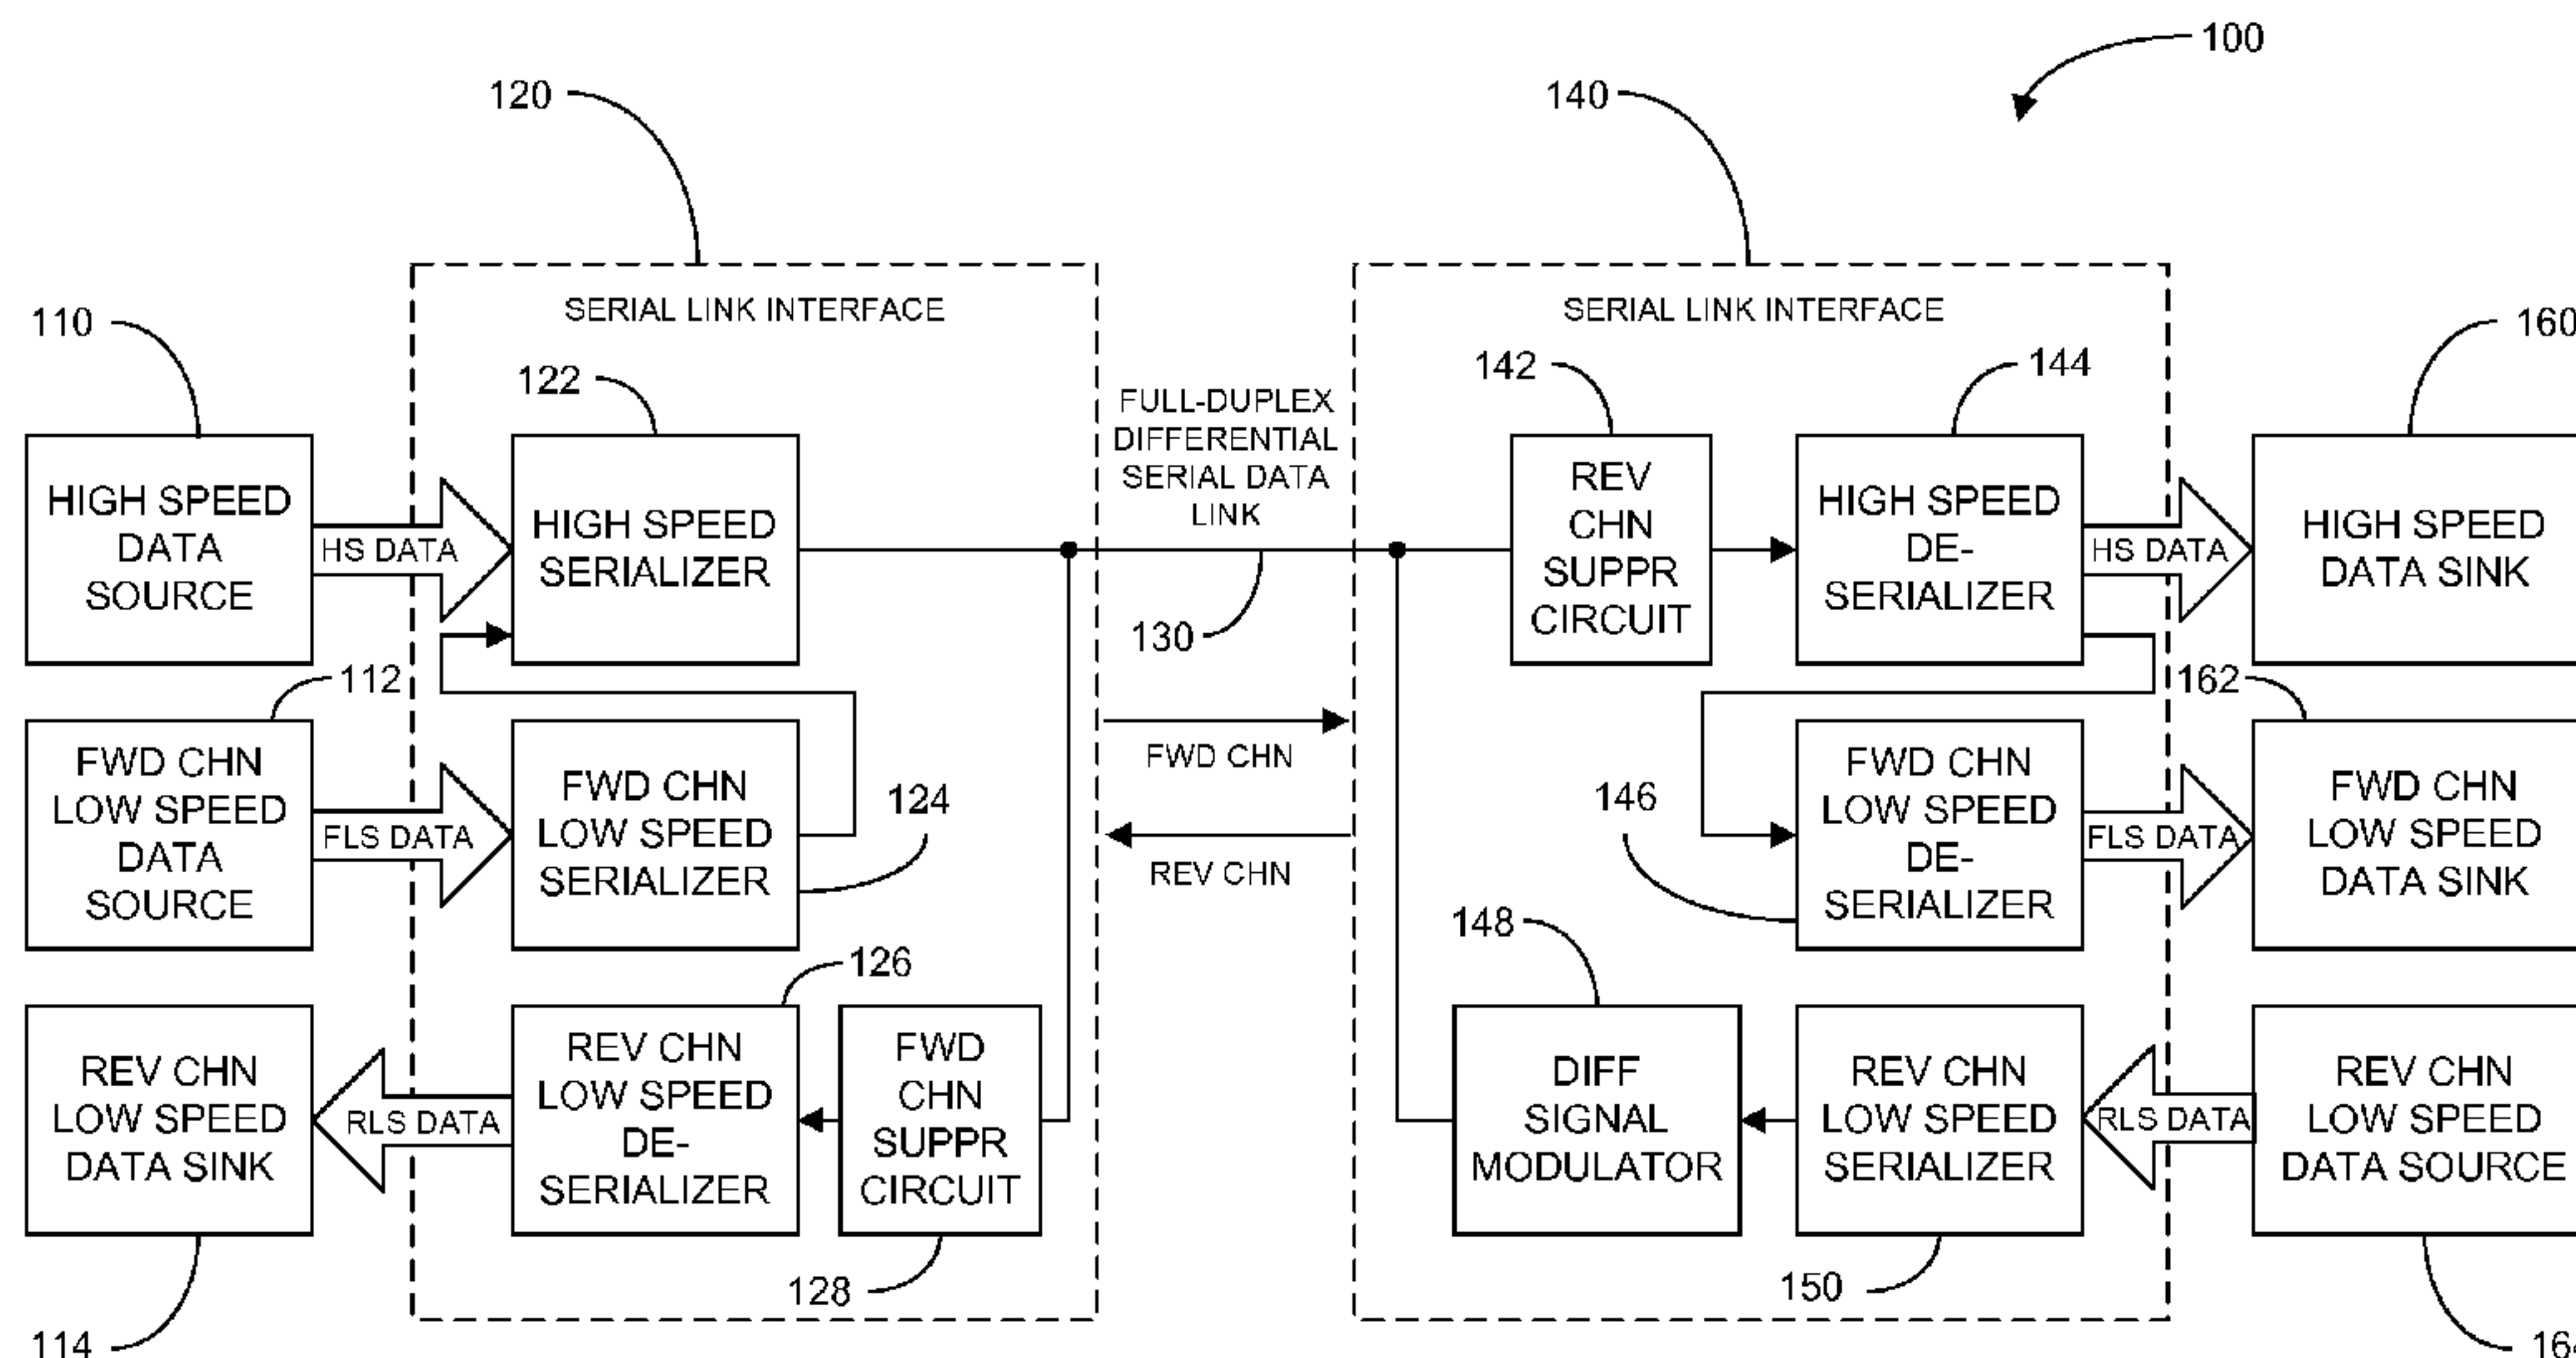 100
120
140
SERIAL LINK INTERFACE
SERIAL LINK INTERFACE
110
160
122
142
144
FULL-DUPLEX
DIFFERENTIAL
SERIAL DATA
LINK
HIGH SPEED
DATA
SOURCE
HS DATA
HIGH SPEED
SERIALIZER
REV
CHN
SUPPR
CIRCUIT
HIGH SPEED
DE-
SERIALIZER
HS DATA
HIGH SPEED
DATA SINK
130
112
162
FWD CHN
LOW SPEED
DATA
SOURCE
FLS DATA
FWD CHN
LOW SPEED
SERIALIZER
124
FWD CHN
REV CHN
146
FWD CHN
LOW SPEED
DE-
SERIALIZER
FLS DATA
FWD CHN
LOW SPEED
DATA SINK
126
148
REV CHN
LOW SPEED
DATA SINK
RLS DATA
REV CHN
LOW SPEED
DE-
SERIALIZER
FWD
CHN
SUPPR
CIRCUIT
DIFF
SIGNAL
MODULATOR
REV CHN
LOW SPEED
SERIALIZER
RLS DATA
REV CHN
LOW SPEED
DATA SOURCE
128
150
114